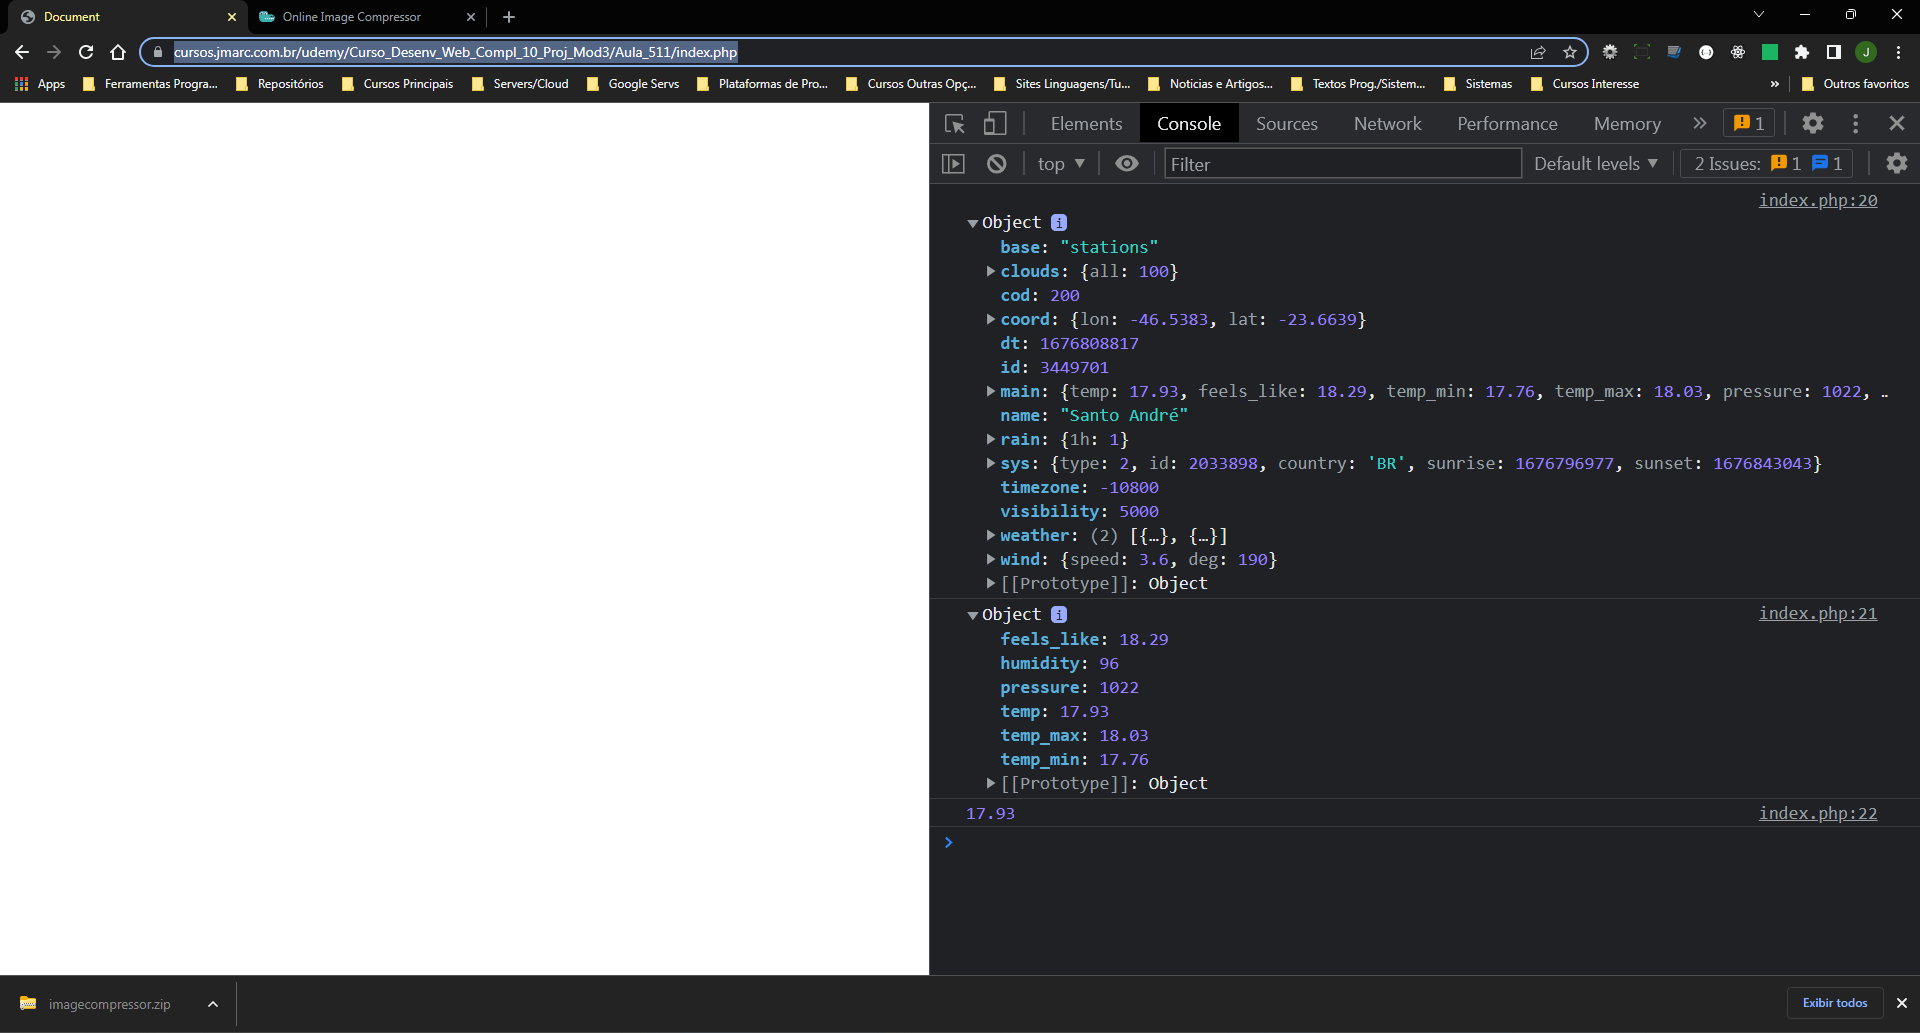 Document
Online Image Compressor
cursos.jmarc.com.br/udemy/Curso_Desenv_Web_Compl_10_Proj_Mod3/Aula_511/index.php
J
Apps
Ferramentas Progra...
Repositórios
Cursos Principais
Servers/Cloud
Google Servs
Plataformas de Pro...
Cursos Outras Opç...
Sites Linguagens/Tu...
Noticias e Artigos...
Textos Prog./Sistem...
Sistemas
Cursos Interesse
»
Outros favoritos
Elements
Console
Sources
Network
Performance
Memory
1
top
Filter
Default levels
2 Issues: 1 1
index.php:20
Object i
base: "stations"
clouds: {all: 100}
cod: 200
coord: {lon: -46.5383, lat: -23.6639}
dt: 1676808817
id: 3449701
main: {temp: 17.93, feels_like: 18.29, temp_min: 17.76, temp_max: 18.03, pressure: 1022, ..
name: "Santo André"
rain: {1h: 1}
sys: {type: 2, id: 2033898, country: 'BR', sunrise: 1676796977, sunset: 1676843043}
timezone: -10800
visibility: 5000
weather: (2) [{…}, {…}]
wind: {speed: 3.6, deg: 190}
[[Prototype]]: Object
Object i
index.php:21
feels_like: 18.29
humidity: 96
pressure: 1022
temp: 17.93
temp_max: 18.03
temp_min: 17.76
[[Prototype]]: Object
17.93
index.php:22
imagecompressor.zip
Exibir todos